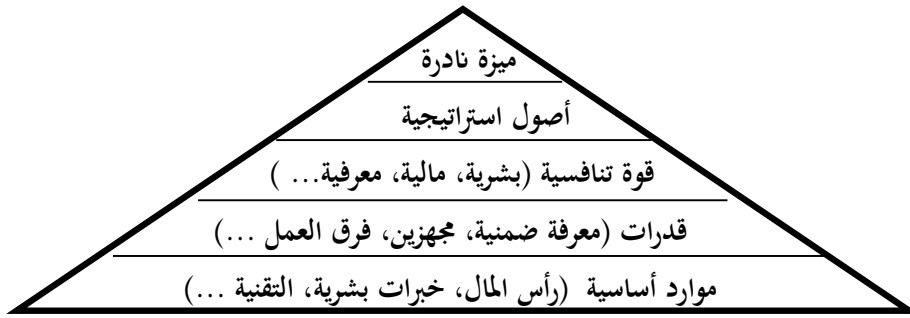 ميزة نادرة
أصول استراتيجية
قوة تنافسية (بشرية، مالية، معرفية... )
قدرات (معرفة ضمنية، مجهزين، فرق العمل ...)
موارد أساسية (رأس المال، خبرات بشرية، التقنية ...)